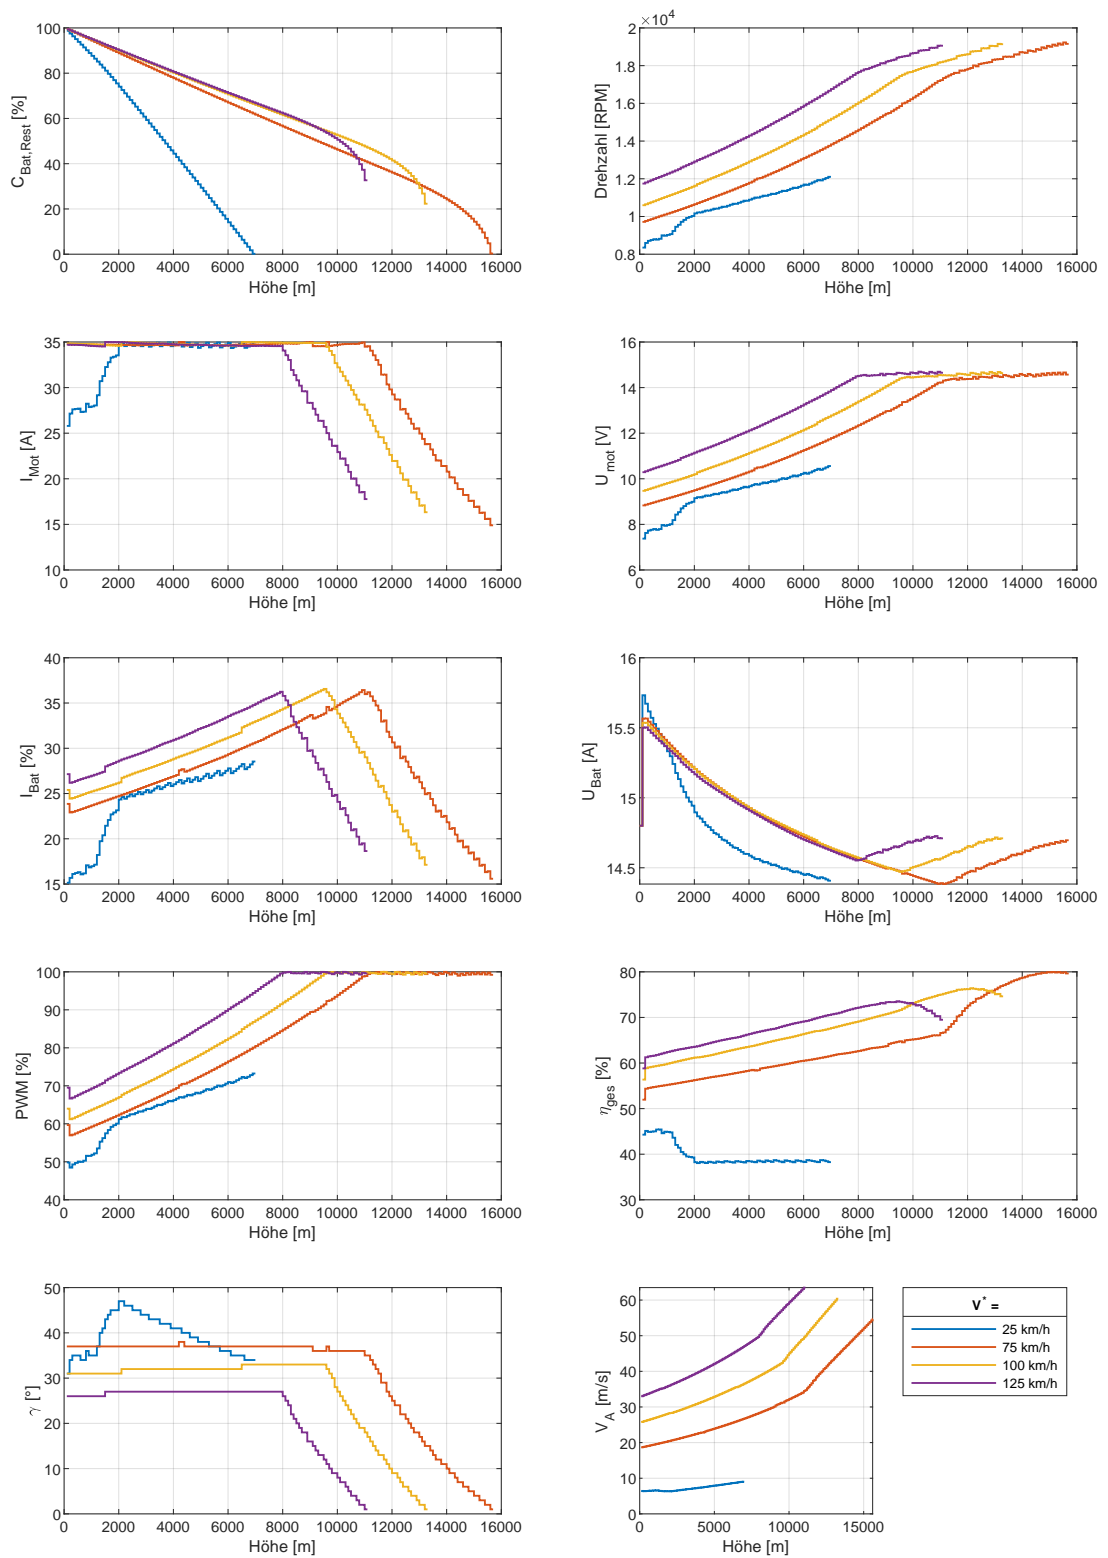 C_Bat,Rest [%]
100
80
60
40
20
0
0 2000 4000 6000 8000 10000 12000 14000 16000
Höhe [m]
×10^4
Drehzahl [RPM]
2
1.8
1.6
1.4
1.2
1
0.8
0 2000 4000 6000 8000 10000 12000 14000 16000
Höhe [m]
I_Mot [A]
35
30
25
20
15
10
0 2000 4000 6000 8000 10000 12000 14000 16000
Höhe [m]
U_mot [V]
16
14
12
10
8
6
0 2000 4000 6000 8000 10000 12000 14000 16000
Höhe [m]
I_Bat [%]
40
35
30
25
20
15
0 2000 4000 6000 8000 10000 12000 14000 16000
Höhe [m]
U_Bat [A]
16
15.5
15
14.5
0 2000 4000 6000 8000 10000 12000 14000 16000
Höhe [m]
PWM [%]
100
90
80
70
60
50
40
0 2000 4000 6000 8000 10000 12000 14000 16000
Höhe [m]
η_ges [%]
80
70
60
50
40
30
0 2000 4000 6000 8000 10000 12000 14000 16000
Höhe [m]
γ [°]
50
40
30
20
10
0
0 2000 4000 6000 8000 10000 12000 14000 16000
Höhe [m]
V_A [m/s]
60
50
40
30
20
10
0
0 5000 10000 15000
Höhe [m]
V* =
25 km/h
75 km/h
100 km/h
125 km/h